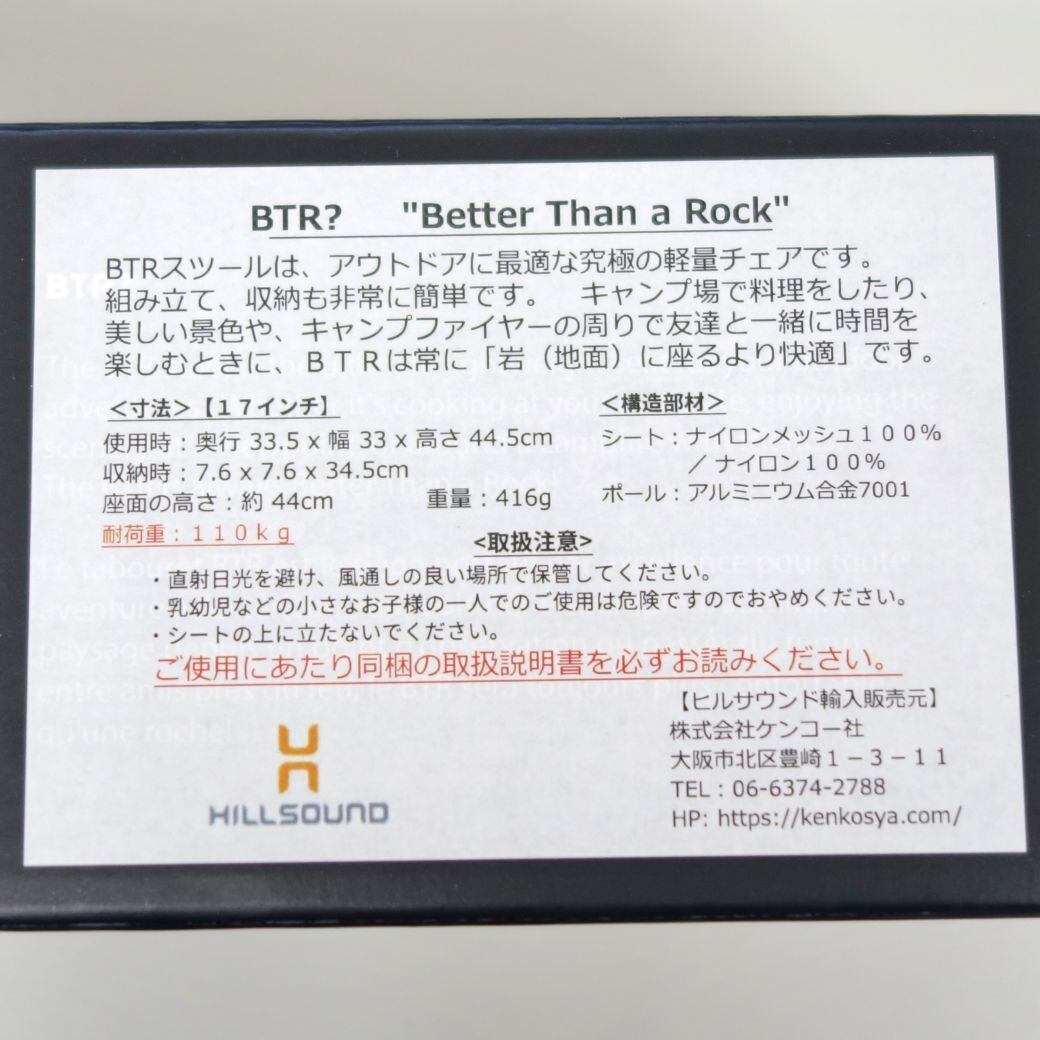 BTR? "Better Than a Rock"
BTRスツールは、アウトドアに最適な究極の軽量チェアです。
組み立て、収納も非常に簡単です。 キャンプ場で料理をしたり、
美しい景色や、キャンプファイヤーの周りで友達と一緒に時間を
楽しむときに、ＢＴＲは常に「岩（地面）に座るより快適」です。
<寸法>【１７インチ】
使用時：奥行 33.5 x 幅 33 x 高さ 44.5cm
収納時：7.6 x 7.6 x 34.5cm
座面の高さ：約 44cm 重量：416g
耐荷重：１１０ｋｇ
<構造部材>
シート：ナイロンメッシュ１００％
／ナイロン１００％
ポール：アルミニウム合金7001
<取扱注意>
・直射日光を避け、風通しの良い場所で保管してください。
・乳幼児などの小さなお子様の一人でのご使用は危険ですのでおやめください。
・シートの上に立たないでください。
ご使用にあたり同梱の取扱説明書を必ずお読みください。
HILLSOUND
【ヒルサウンド輸入販売元】
株式会社ケンコー社
大阪市北区豊崎１－３－１１
TEL：06-6374-2788
HP: https://kenkosya.com/